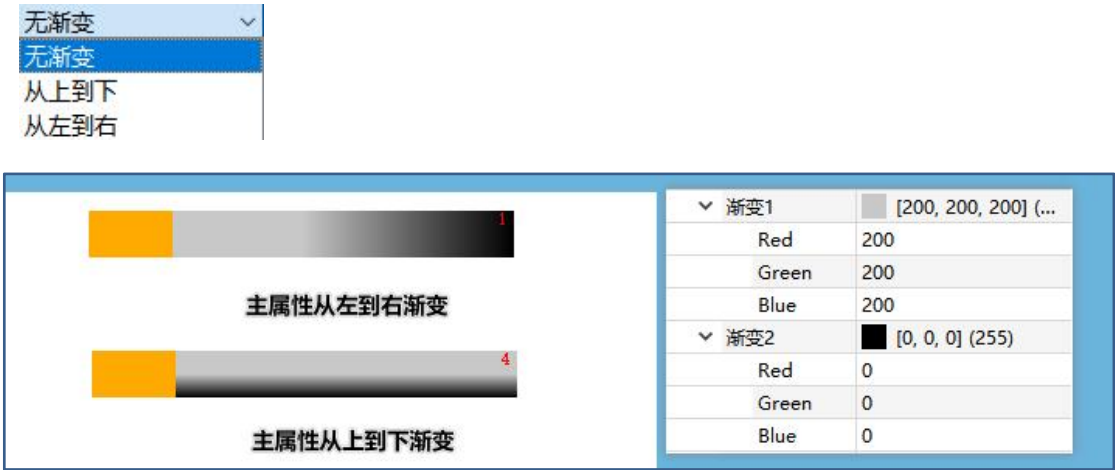 无渐变
无渐变
从上到下
从左到右
1
主属性从左到右渐变
4
主属性从上到下渐变
渐变1 [200, 200, 200] (...
Red 200
Green 200
Blue 200
渐变2 [0, 0, 0] (255)
Red 0
Green 0
Blue 0